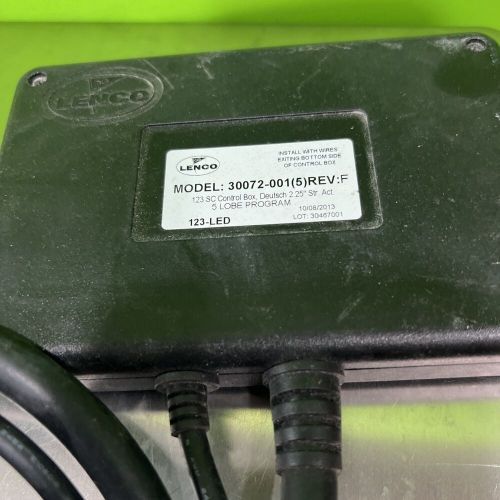 LENCO
LENCO
INSTALL WITH WIRES
EXITING BOTTOM SIDE
OF CONTROL BOX
MODEL: 30072-001(5)REV:F
123 SC Control Box, Deutsch 2.25" Str. Act.
5 LOBE PROGRAM
10/08/2013
123-LED
LOT: 30467001